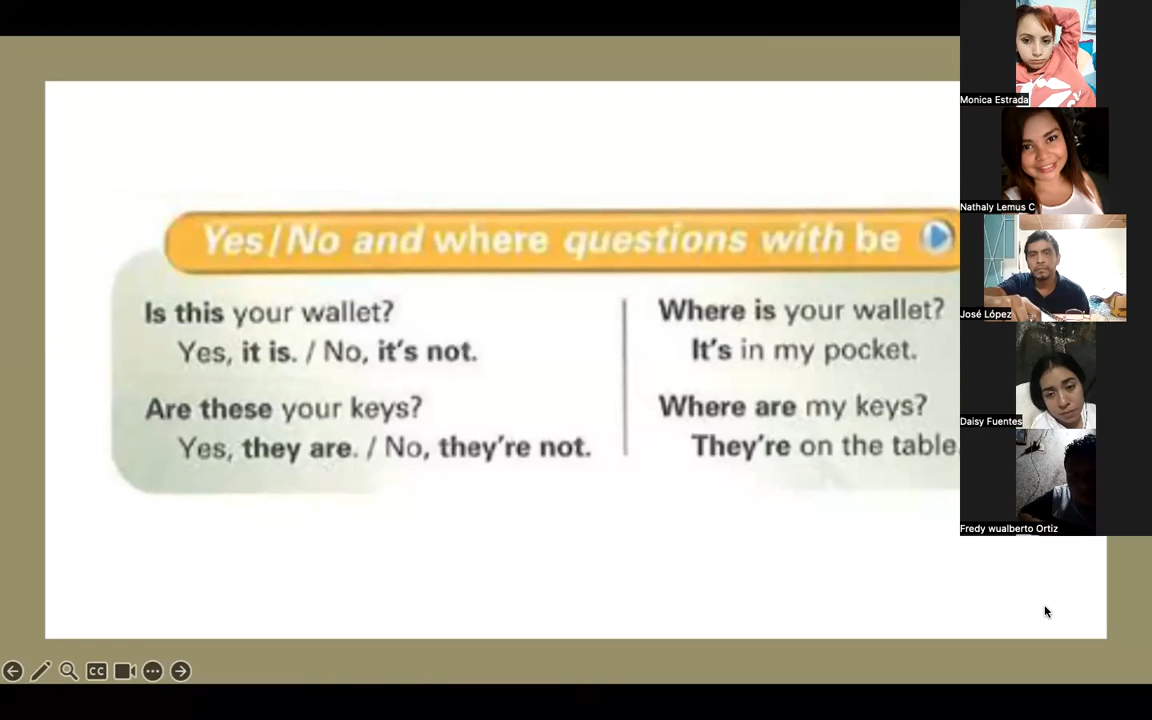 Yes/No and where questions with be
Is this your wallet?
Yes, it is. / No, it's not.
Are these your keys?
Yes, they are. / No, they're not.
Where is your wallet?
It's in my pocket.
Where are my keys?
They're on the table.
Monica Estrada
Nathaly Lemus C
José López
Daisy Fuentes
Fredy wualberto Ortiz
CC